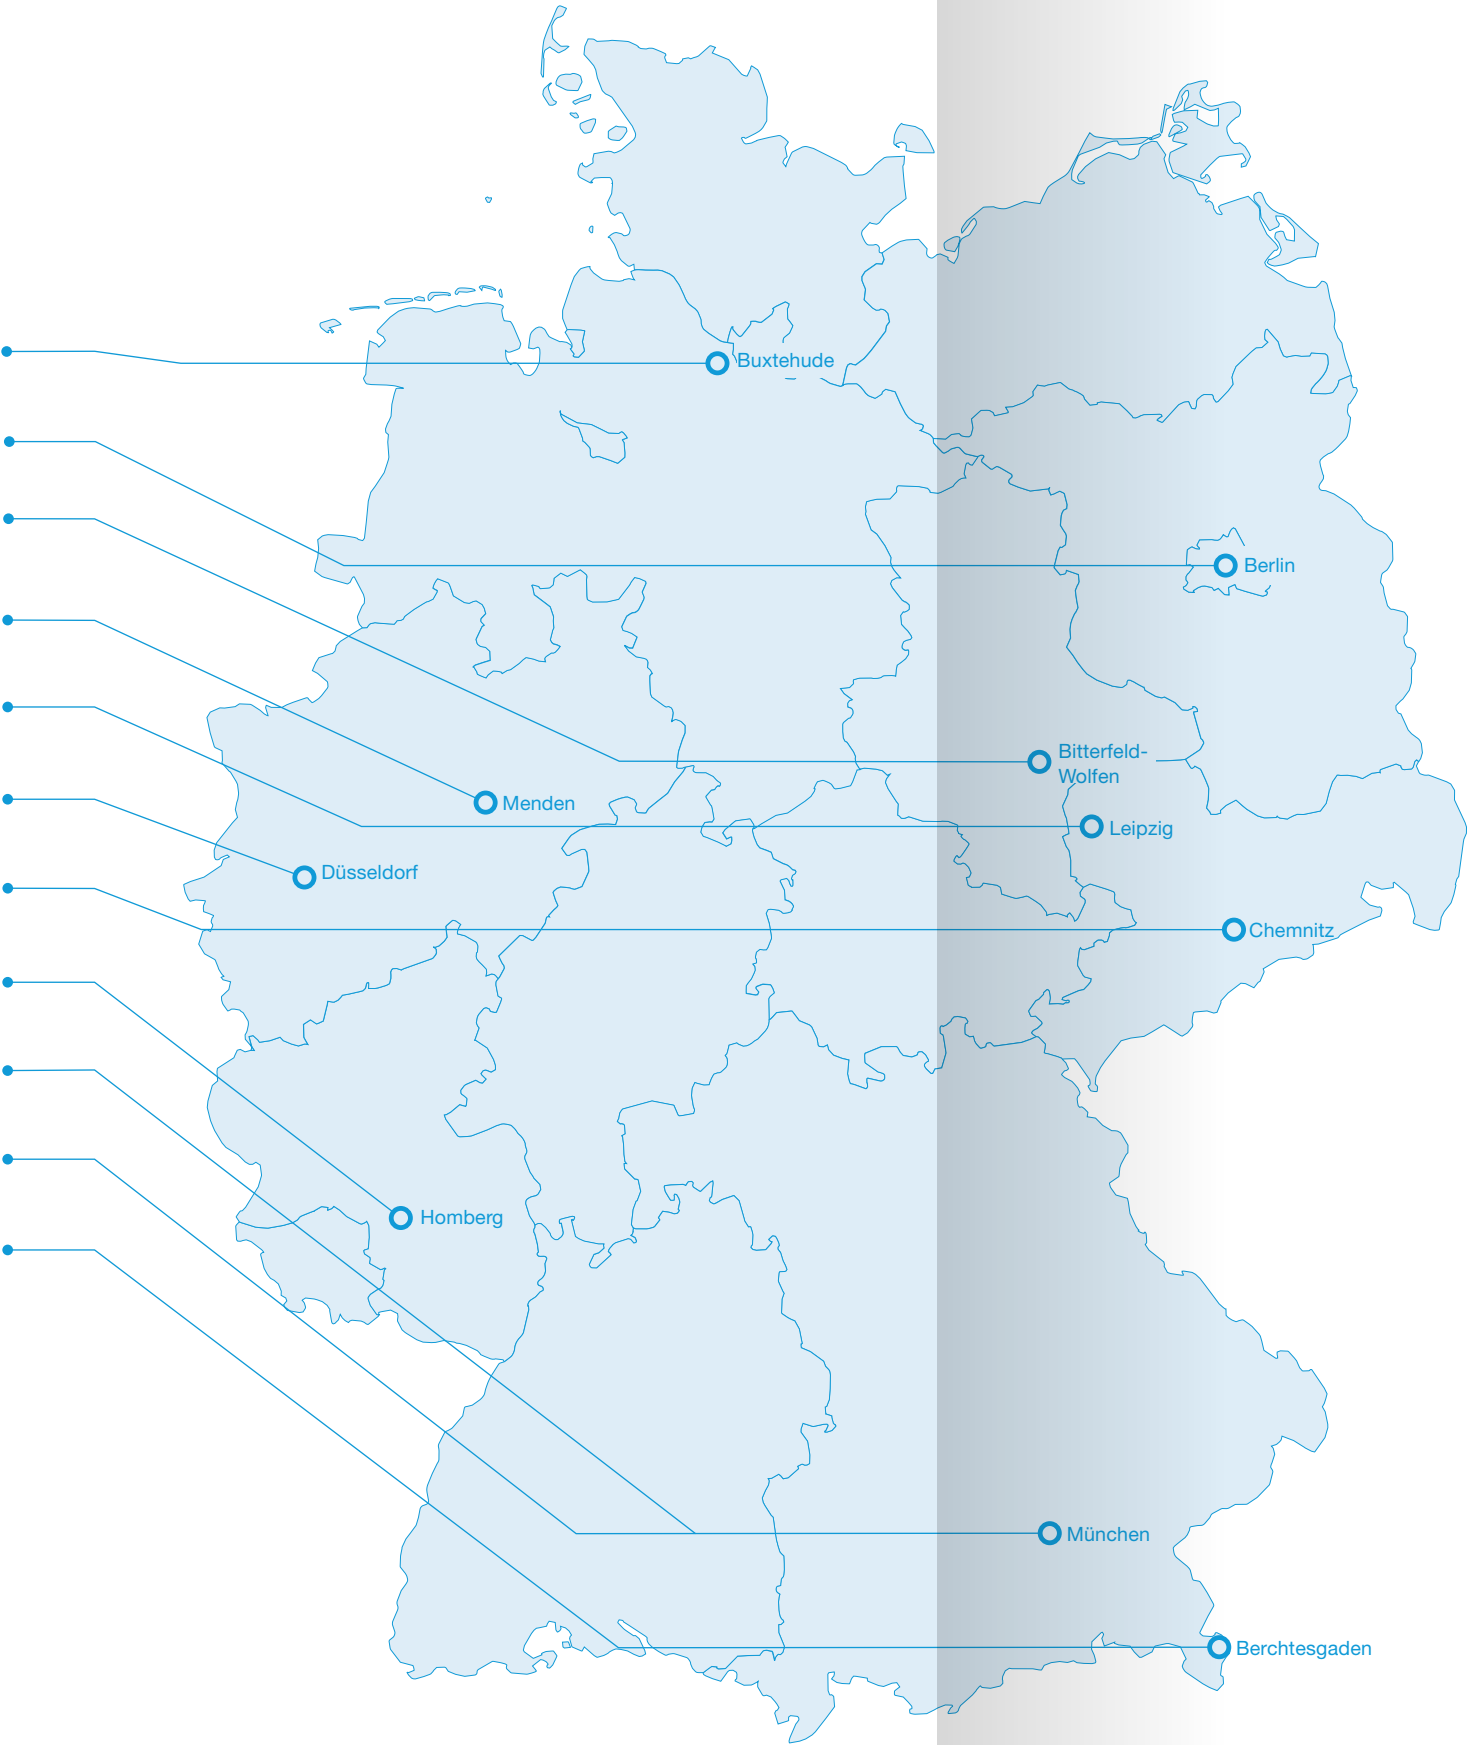 Buxtehude
Berlin
Bitterfeld-
Wolfen
Menden
Leipzig
Düsseldorf
Chemnitz
Homberg
München
Berchtesgaden